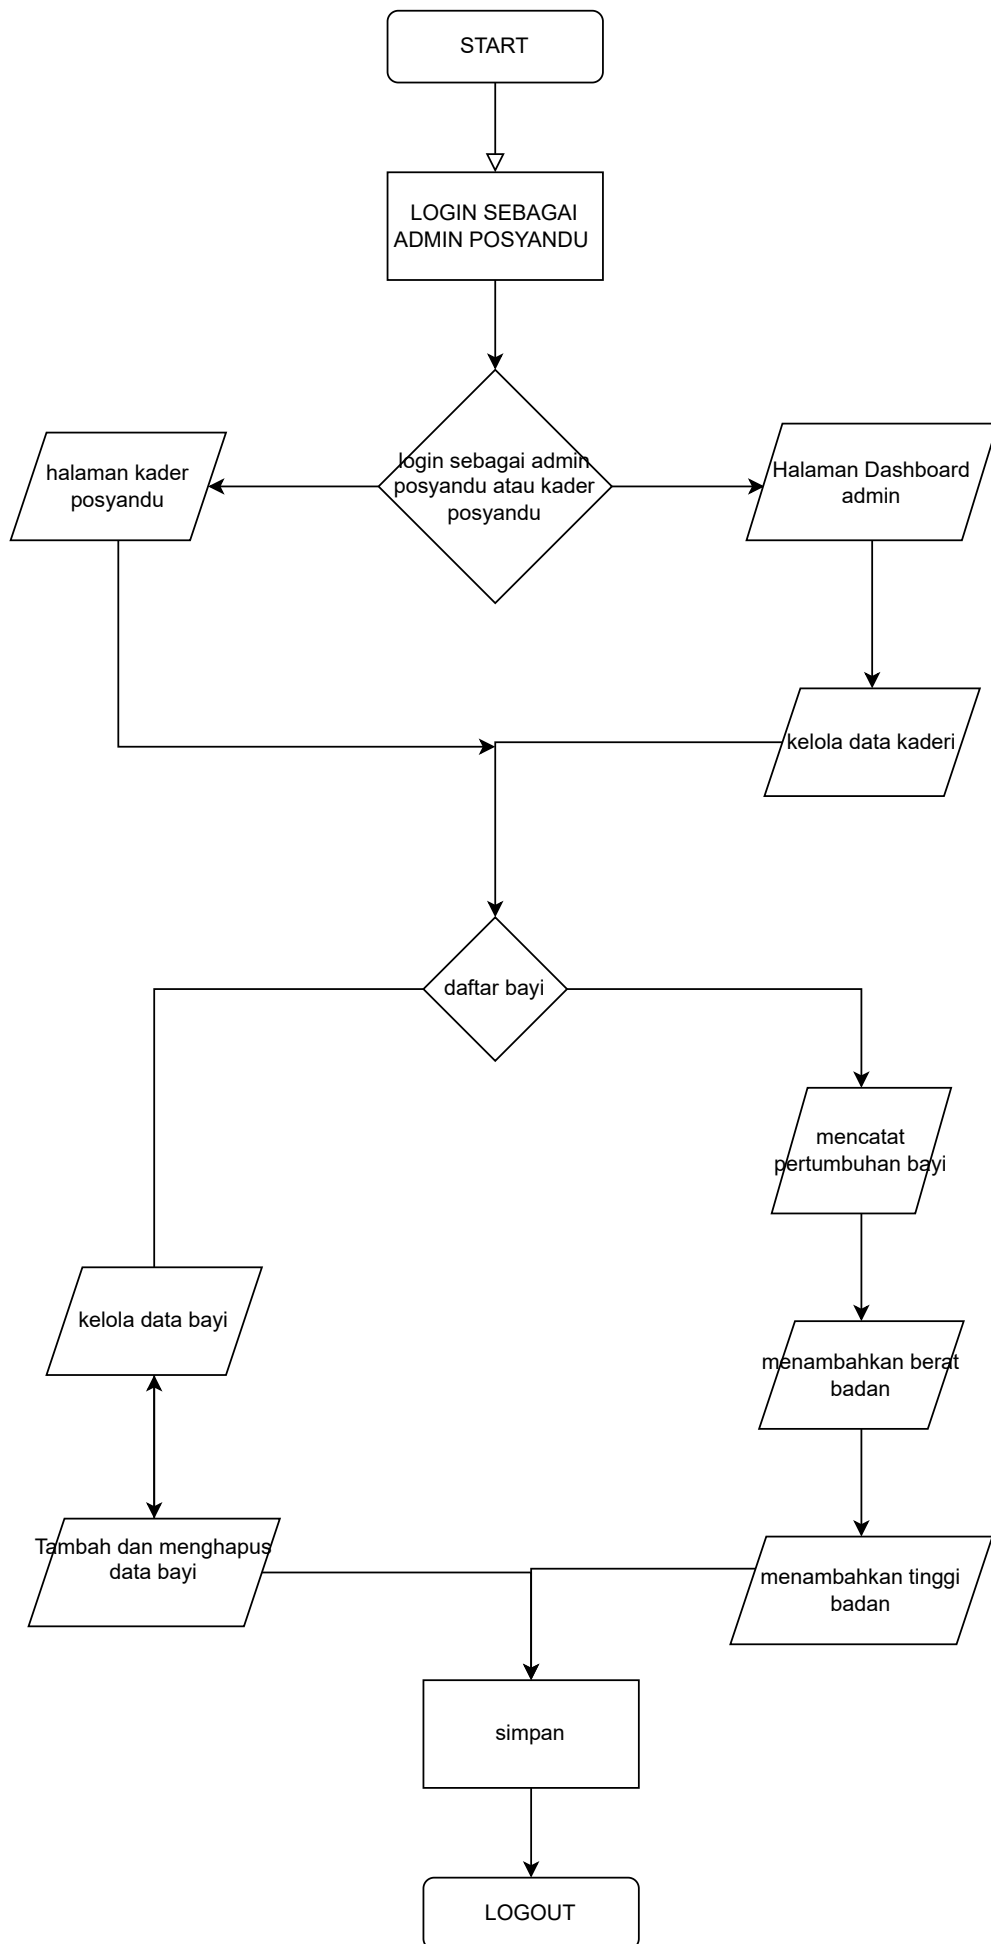 START
LOGIN SEBAGAI
ADMIN POSYANDU
login sebagai admin
posyandu atau kader
posyandu
halaman kader
posyandu
Halaman Dashboard
admin
kelola data kaderi
daftar bayi
mencatat
pertumbuhan bayi
kelola data bayi
menambahkan berat
badan
Tambah dan menghapus
data bayi
menambahkan tinggi
badan
simpan
LOGOUT